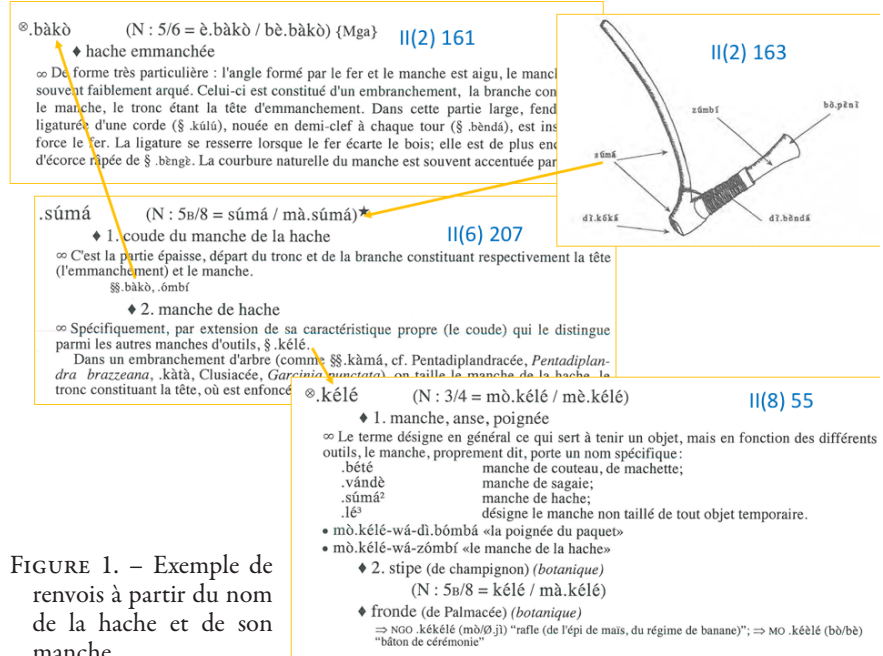 ⊗.bàkò (N : 5/6 = è.bàkò / bè.bàkò) {Mga} II(2) 161
♦ hache emmanchée
∞ De forme très particulière : l'angle formé par le fer et le manche est aigu, le mancl
souvent faiblement arqué. Celui-ci est constitué d'un embranchement, la branche con
le manche, le tronc étant la tête d'emmanchement. Dans cette partie large, fend
ligaturée d'une corde (§ .kúlú), nouée en demi-clef à chaque tour (§ .bèndá), est ins
force le fer. La ligature se resserre lorsque le fer écarte le bois; elle est de plus enc
d'écorce râpée de § .bèngè. La courbure naturelle du manche est souvent accentuée par
II(2) 163
zúmbí
bò.pèní
súmá
dì.kóká
dì.bèndá
.súmá (N : 5B/8 = súmá / mà.súmá)★ II(6) 207
♦ 1. coude du manche de la hache
∞ C'est la partie épaisse, départ du tronc et de la branche constituant respectivement la tête
(l'emmanchement) et le manche.
§§.bàkò, .ómbí
♦ 2. manche de hache
∞ Spécifiquement, par extension de sa caractéristique propre (le coude) qui le distingue
parmi les autres manches d'outils, § .kélé.
Dans un embranchement d'arbre (comme §§.kàmá, cf. Pentadiplandracée, Pentadiplan-
dra brazzeana, .kàtà, Clusiacée, Garcinia punctata), on taille le manche de la hache, le
tronc constituant la tête, où est enfoncé
⊗.kélé (N : 3/4 = mò.kélé / mè.kélé) II(8) 55
♦ 1. manche, anse, poignée
∞ Le terme désigne en général ce qui sert à tenir un objet, mais en fonction des différents
outils, le manche, proprement dit, porte un nom spécifique :
.bété manche de couteau, de machette;
.vándè manche de sagaie;
.súmá² manche de hache;
.lé³ désigne le manche non taillé de tout objet temporaire.
• mò.kélé-wá-dì.bómbá «la poignée du paquet»
• mò.kélé-wá-zómbí «le manche de la hache»
♦ 2. stipe (de champignon) (botanique)
(N : 5B/8 = kélé / mà.kélé)
♦ fronde (de Palmacée) (botanique)
⇒ NGO .kékélé (mò/Ø.jì) "rafle (de l'épi de maïs, du régime de banane)"; ⇒ MO .kéèlé (bò/bè)
"bâton de cérémonie"
FIGURE 1. – Exemple de
renvois à partir du nom
de la hache et de son
manche